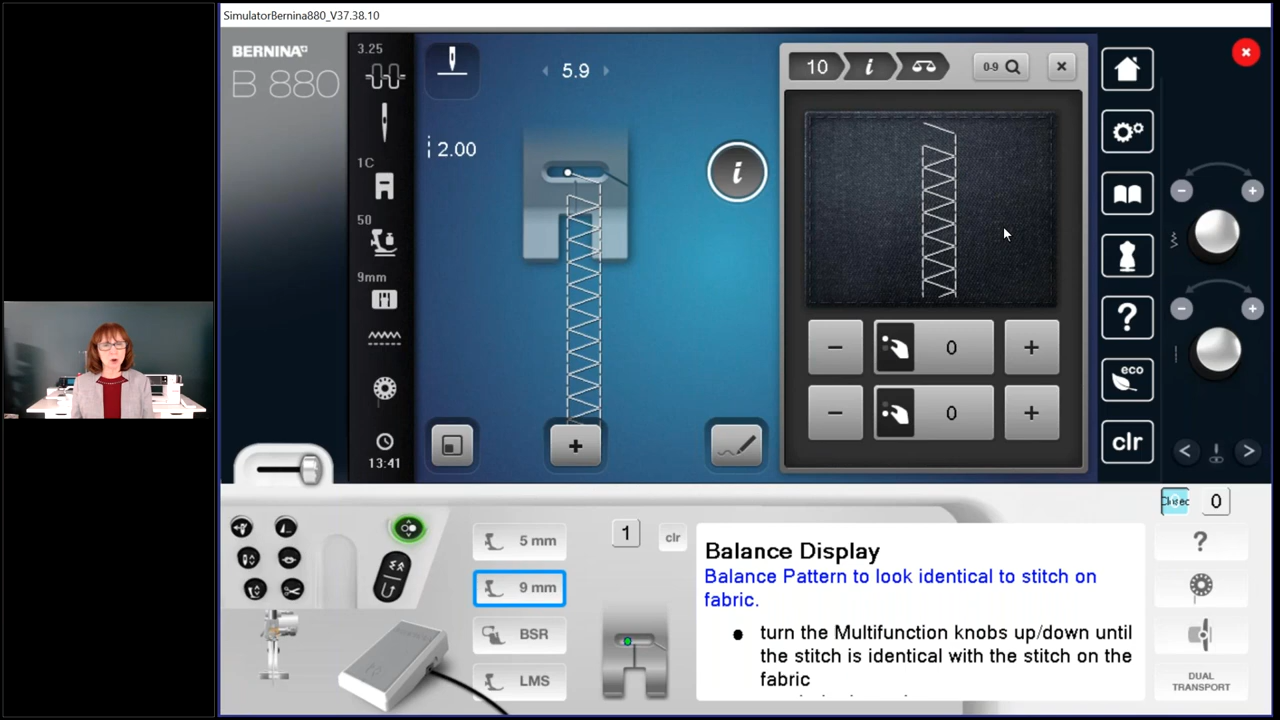 SimulatorBernina880_V37.38.10
BERNINA
B 880
3.25
1C
50
9mm
13:41
5.9
2.00
i
10 i 0-9
0
+
0
+
+
eco
clr
?
< >
Closec 0
5 mm
9 mm
BSR
LMS
1 clr
Balance Display
Balance Pattern to look identical to stitch on
fabric.
● turn the Multifunction knobs up/down until
the stitch is identical with the stitch on the
fabric
?
DUAL
TRANSPORT